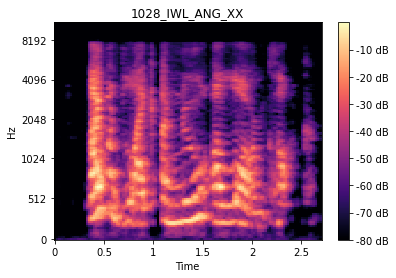 1028_IWL_ANG_XX
8192
4096
2048
1024
512
0
Hz
0 0.5 1 1.5 2 2.5
Time
-10 dB
-20 dB
-30 dB
-40 dB
-50 dB
-60 dB
-70 dB
-80 dB